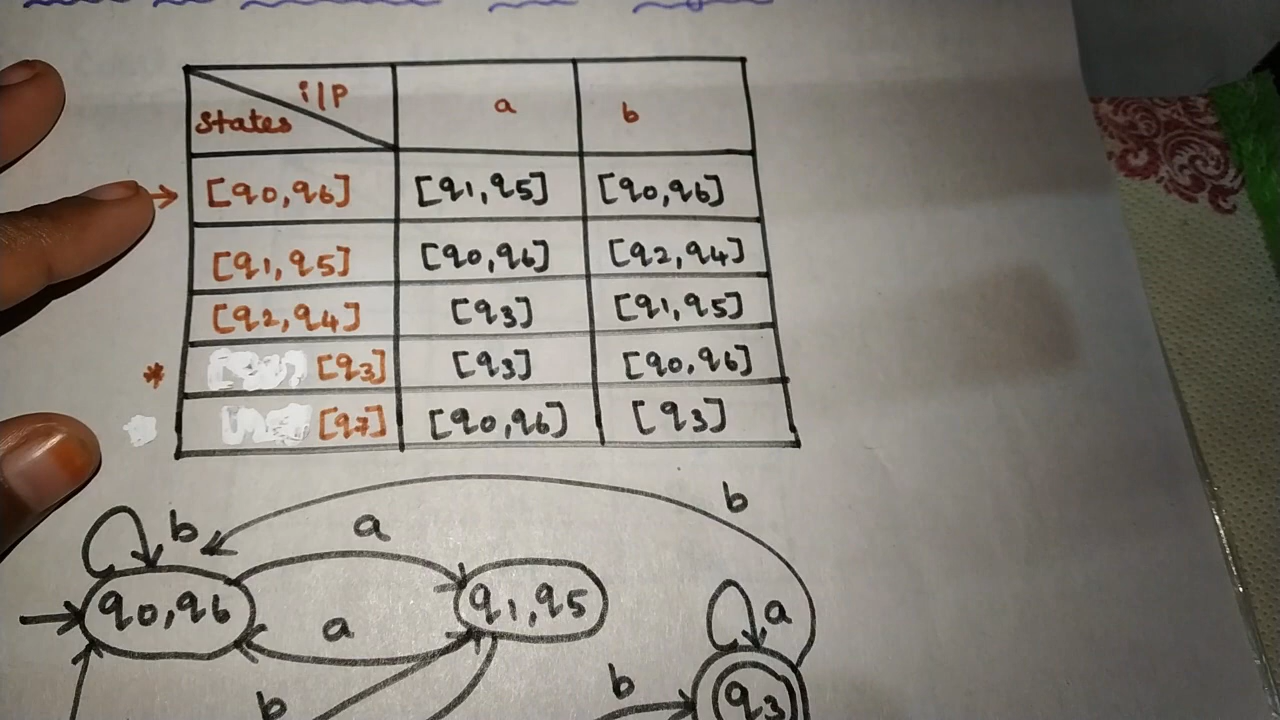 i/p
States
a
b
→ [q0,q6] [q1,q5] [q0,q6]
[q1,q5] [q0,q6] [q2,q4]
[q2,q4] [q3] [q1,q5]
* [q3] [q3] [q0,q6]
[q7] [q0,q6] [q3]
b
b
a
q0,q6
q1,q5
a
a
b
b
q3